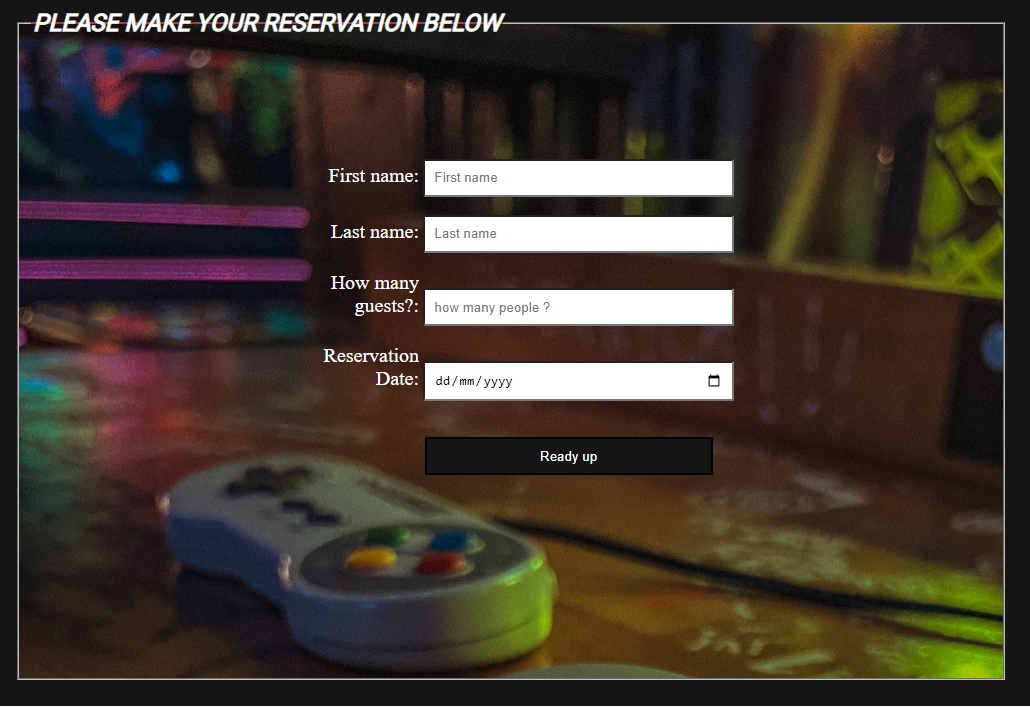 PLEASE MAKE YOUR RESERVATION BELOW
First name: First name
Last name: Last name
How many
guests?: how many people ?
Reservation
Date: dd/mm/yyyy
Ready up